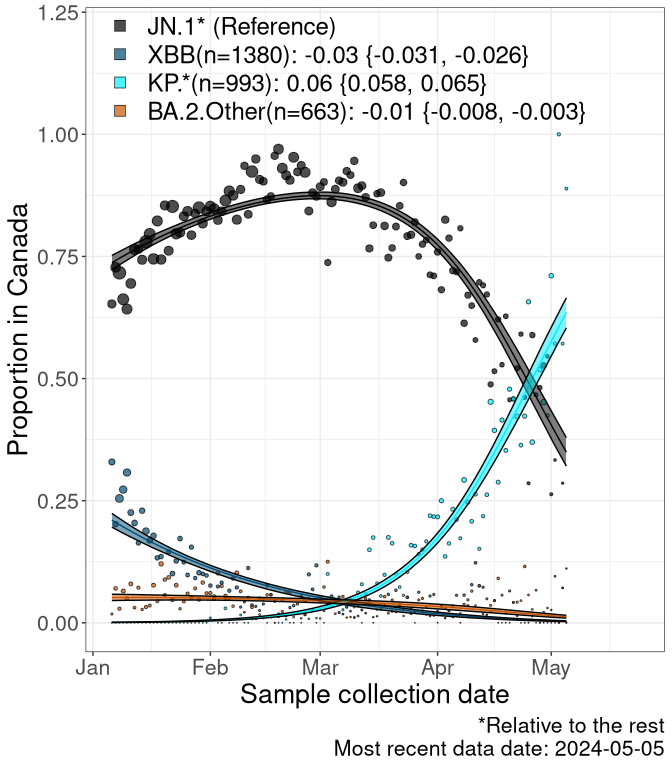 1.25
JN.1* (Reference)
XBB(n=1380): -0.03 {-0.031, -0.026}
KP.*(n=993): 0.06 {0.058, 0.065}
BA.2.Other(n=663): -0.01 {-0.008, -0.003}
1.00
0.75
0.50
0.25
0.00
Proportion in Canada
Jan Feb Mar Apr May
Sample collection date
*Relative to the rest
Most recent data date: 2024-05-05